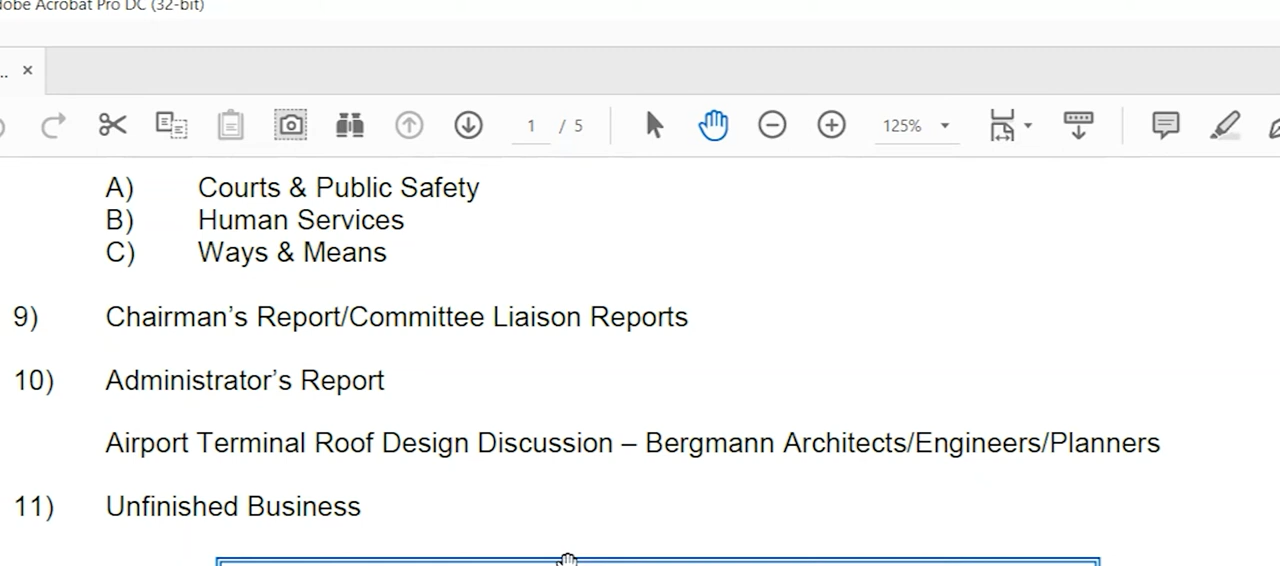 Acrobat Pro DC (32-bit)
1 / 5 125%
A) Courts & Public Safety
B) Human Services
C) Ways & Means
9) Chairman's Report/Committee Liaison Reports
10) Administrator's Report
Airport Terminal Roof Design Discussion – Bergmann Architects/Engineers/Planners
11) Unfinished Business